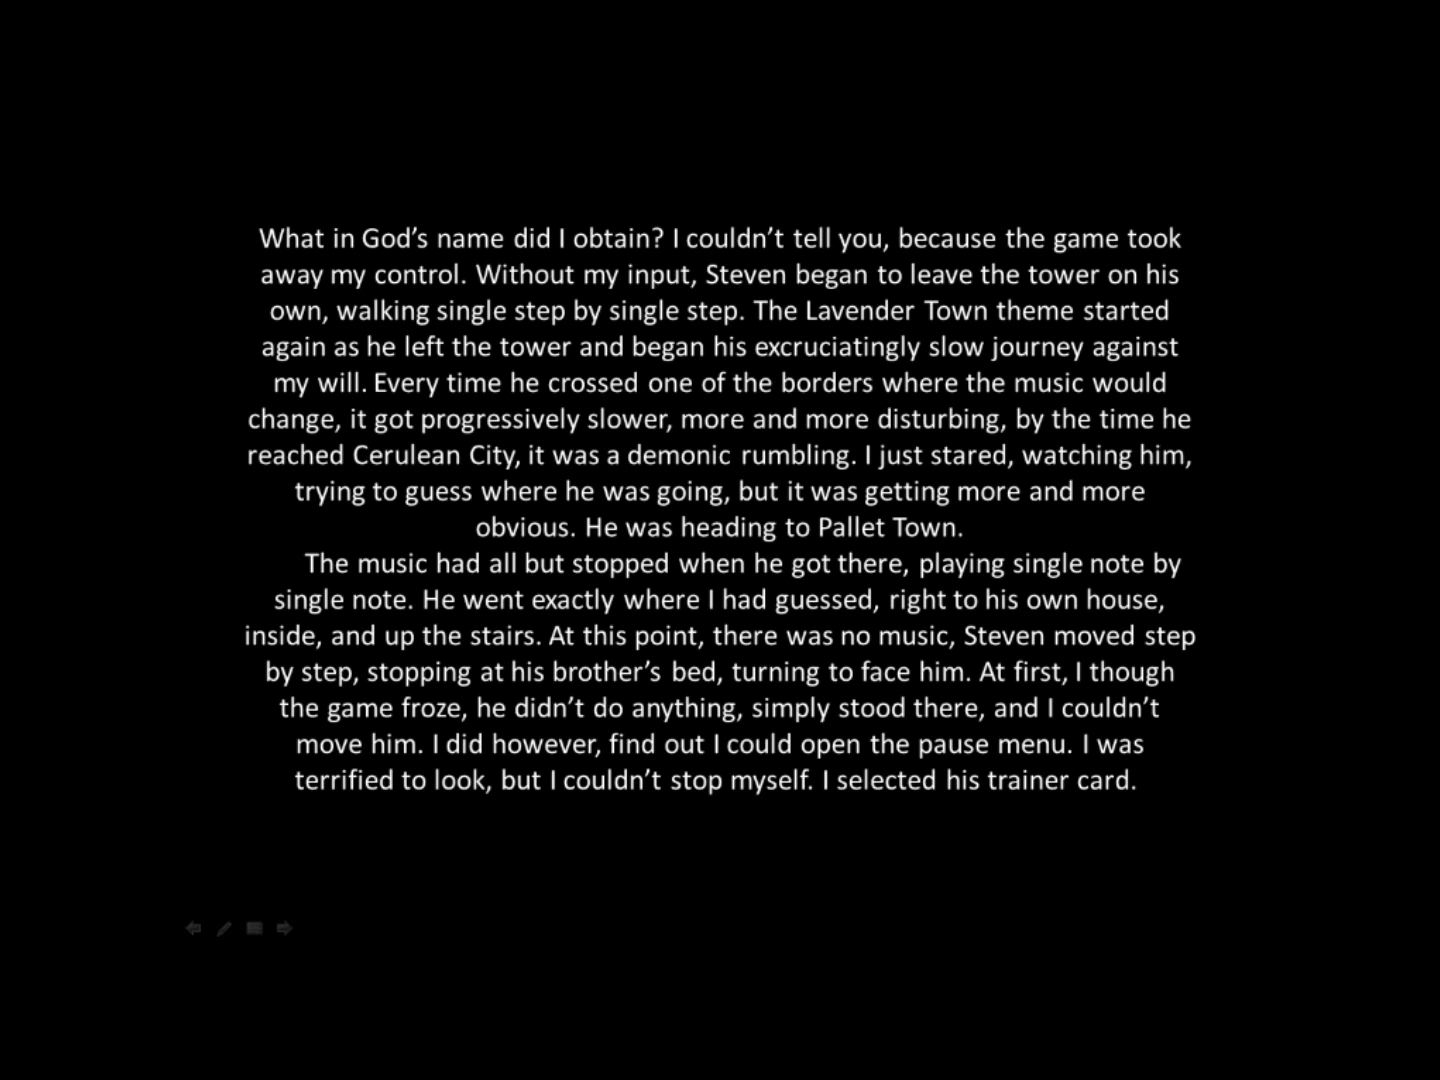 What in God’s name did I obtain? I couldn’t tell you, because the game took
away my control. Without my input, Steven began to leave the tower on his
own, walking single step by single step. The Lavender Town theme started
again as he left the tower and began his excruciatingly slow journey against
my will. Every time he crossed one of the borders where the music would
change, it got progressively slower, more and more disturbing, by the time he
reached Cerulean City, it was a demonic rumbling. I just stared, watching him,
trying to guess where he was going, but it was getting more and more
obvious. He was heading to Pallet Town.
The music had all but stopped when he got there, playing single note by
single note. He went exactly where I had guessed, right to his own house,
inside, and up the stairs. At this point, there was no music, Steven moved step
by step, stopping at his brother’s bed, turning to face him. At first, I though
the game froze, he didn’t do anything, simply stood there, and I couldn’t
move him. I did however, find out I could open the pause menu. I was
terrified to look, but I couldn’t stop myself. I selected his trainer card.